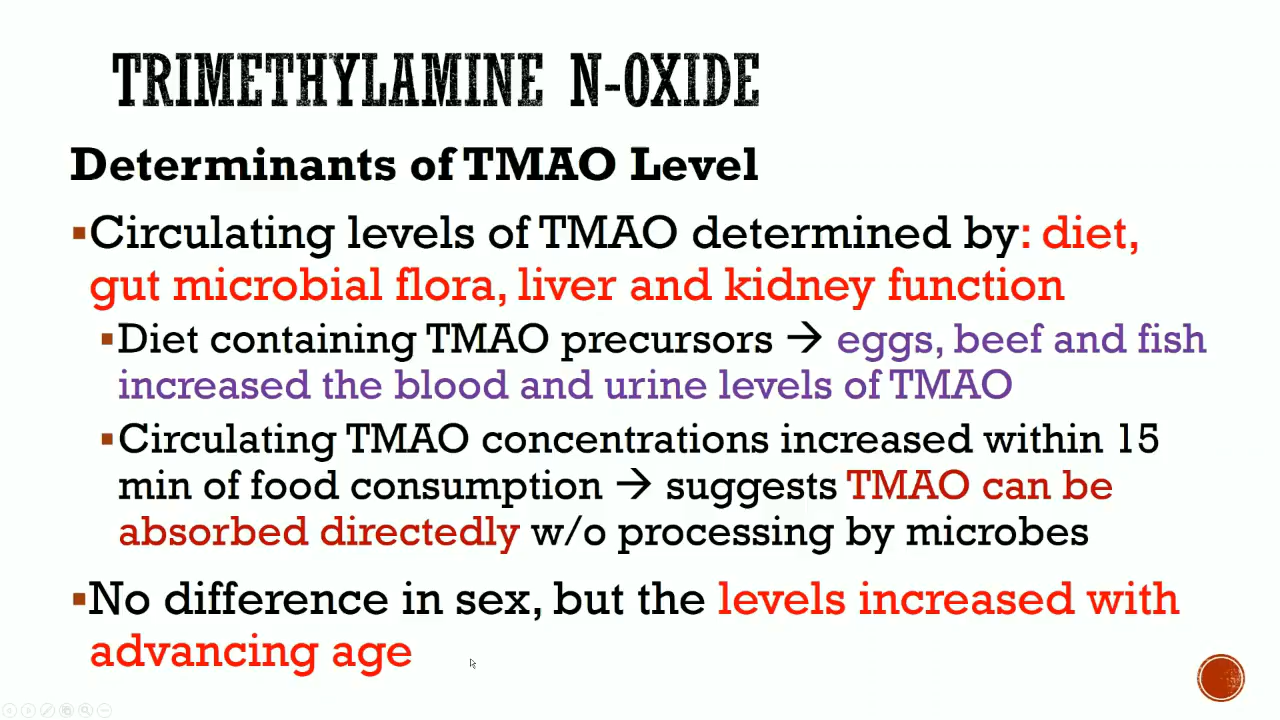 TRIMETHYLAMINE N-OXIDE
Determinants of TMAO Level
▪Circulating levels of TMAO determined by: diet,
gut microbial flora, liver and kidney function
▪Diet containing TMAO precursors → eggs, beef and fish
increased the blood and urine levels of TMAO
▪Circulating TMAO concentrations increased within 15
min of food consumption → suggests TMAO can be
absorbed directedly w/o processing by microbes
▪No difference in sex, but the levels increased with
advancing age